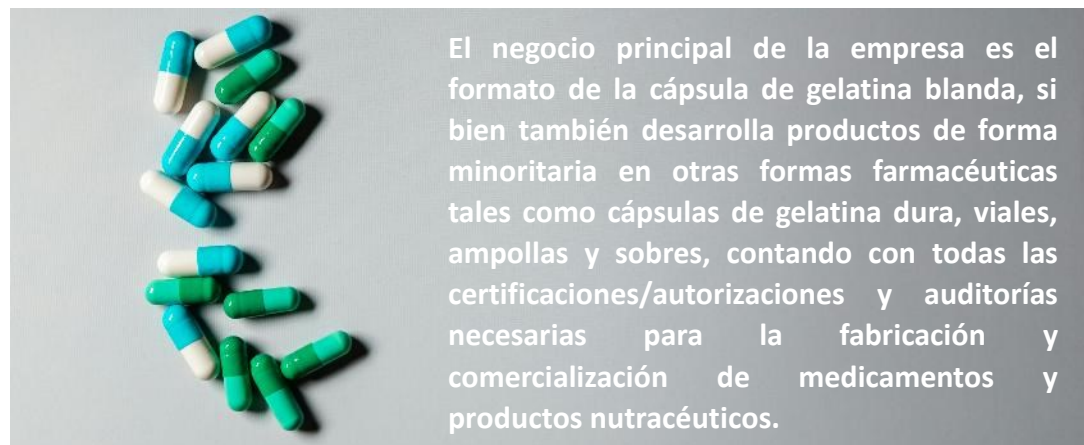 El negocio principal de la empresa es el
formato de la cápsula de gelatina blanda, si
bien también desarrolla productos de forma
minoritaria en otras formas farmacéuticas
tales como cápsulas de gelatina dura, viales,
ampollas y sobres, contando con todas las
certificaciones/autorizaciones y auditorías
necesarias para la fabricación y
comercialización de medicamentos y
productos nutracéuticos.